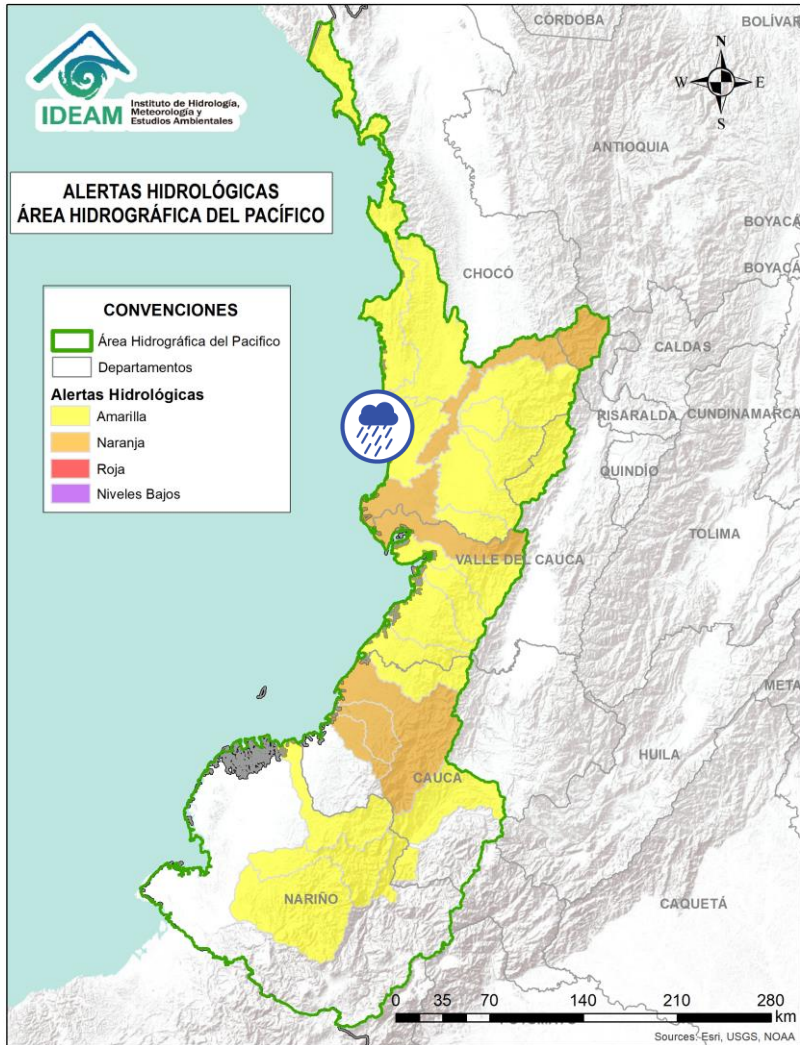 CÓRDOBA
BOLÍVAR
N
W
E
S
IDEAM
Instituto de Hidrología,
Meteorología y
Estudios Ambientales
ANTIOQUIA
ALERTAS HIDROLÓGICAS
ÁREA HIDROGRÁFICA DEL PACÍFICO
BOYACÁ
CHOCÓ
BOYACÁ
CONVENCIONES
Área Hidrográfica del Pacifico
Departamentos
Alertas Hidrológicas
Amarilla
Naranja
Roja
Niveles Bajos
CALDAS
RISARALDA
CUNDINAMARCA
QUINDÍO
TOLIMA
VALLE DEL CAUCA
META
HUILA
CAUCA
NARIÑO
CAQUETÁ
0 35 70 140 210 280
km
Sources: Esri, USGS, NOAA